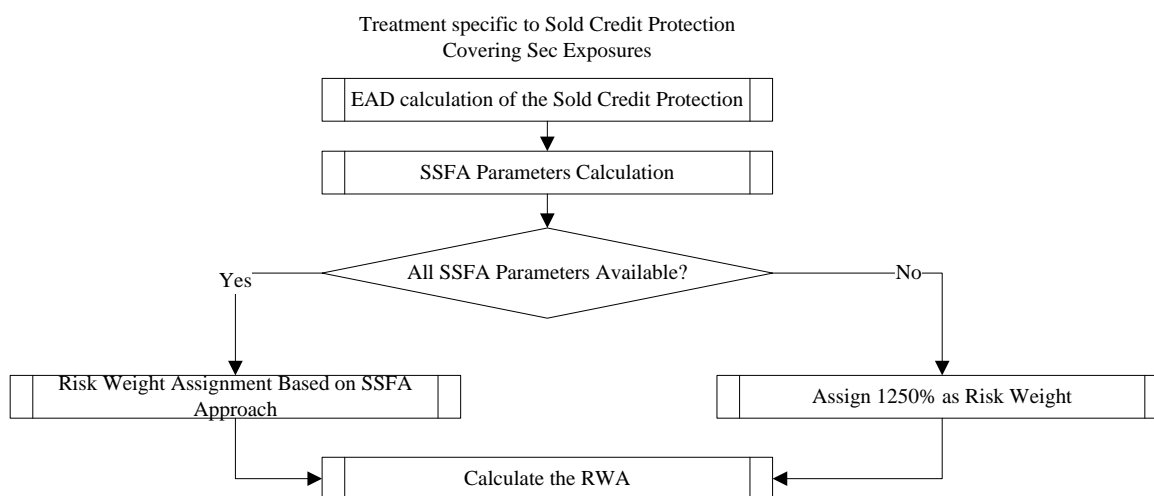 Treatment specific to Sold Credit Protection
Covering Sec Exposures
EAD calculation of the Sold Credit Protection
SSFA Parameters Calculation
All SSFA Parameters Available?
Yes
No
Risk Weight Assignment Based on SSFA
Approach
Assign 1250% as Risk Weight
Calculate the RWA